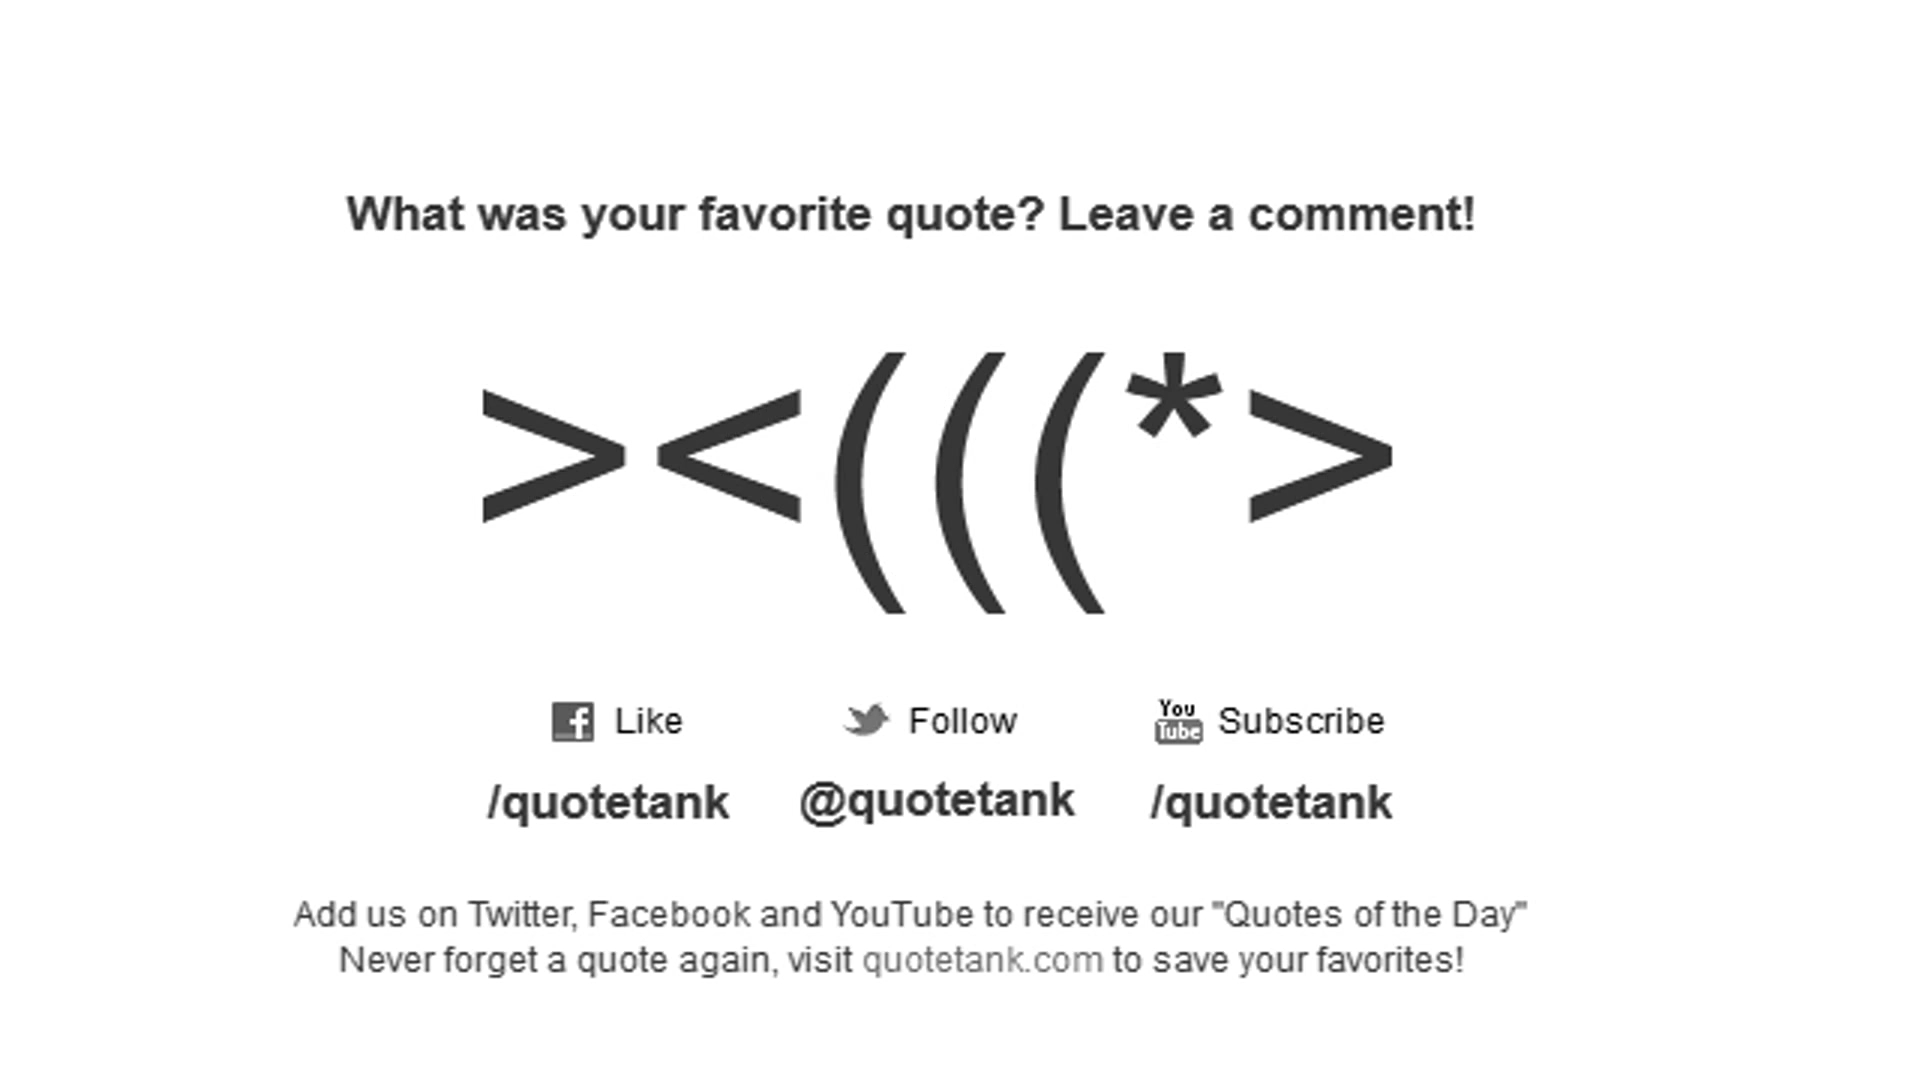 What was your favorite quote? Leave a comment!
><(((*>
f Like Follow You Tube Subscribe
/quotetank @quotetank /quotetank
Add us on Twitter, Facebook and YouTube to receive our "Quotes of the Day"
Never forget a quote again, visit quotetank.com to save your favorites!